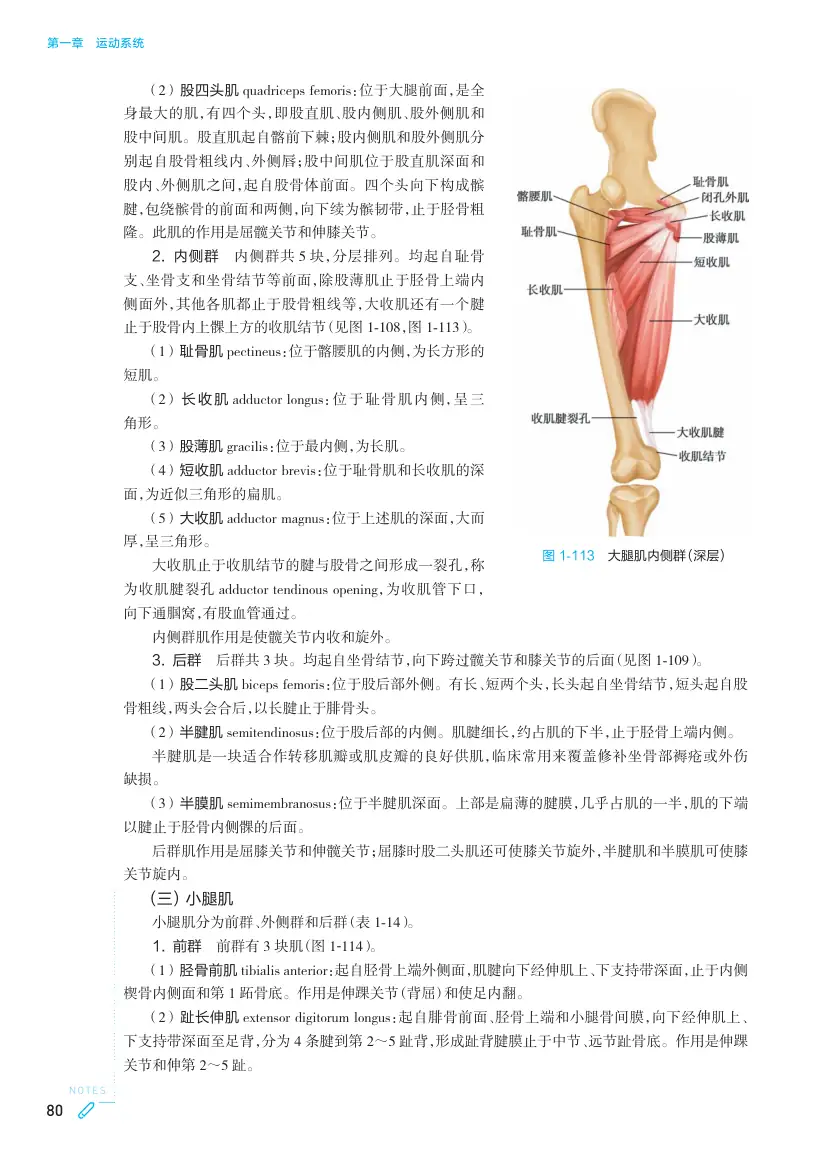 第一章 运动系统
（2）股四头肌 quadriceps femoris：位于大腿前面，是全
身最大的肌，有四个头，即股直肌、股内侧肌、股外侧肌和
股中间肌。股直肌起自髂前下棘；股内侧肌和股外侧肌分
别起自股骨粗线内、外侧唇；股中间肌位于股直肌深面和
股内、外侧肌之间，起自股骨体前面。四个头向下构成髌
腱，包绕髌骨的前面和两侧，向下续为髌韧带，止于胫骨粗
隆。此肌的作用是屈髋关节和伸膝关节。
2. 内侧群 内侧群共 5 块，分层排列。均起自耻骨
支、坐骨支和坐骨结节等前面，除股薄肌止于胫骨上端内
侧面外，其他各肌都止于股骨粗线等，大收肌还有一个腱
止于股骨内上髁上方的收肌结节（见图 1-108，图 1-113）。
（1）耻骨肌 pectineus：位于髂腰肌的内侧，为长方形的
短肌。
（2）长收肌 adductor longus：位于耻骨肌内侧，呈三
角形。
（3）股薄肌 gracilis：位于最内侧，为长肌。
（4）短收肌 adductor brevis：位于耻骨肌和长收肌的深
面，为近似三角形的扁肌。
（5）大收肌 adductor magnus：位于上述肌的深面，大而
厚，呈三角形。
大收肌止于收肌结节的腱与股骨之间形成一裂孔，称
为收肌腱裂孔 adductor tendinous opening，为收肌管下口，
向下通腘窝，有股血管通过。
内侧群肌作用是使髋关节内收和旋外。
髂腰肌
耻骨肌
长收肌
收肌腱裂孔
耻骨肌
闭孔外肌
长收肌
股薄肌
短收肌
大收肌
大收肌腱
收肌结节
图 1-113 大腿肌内侧群（深层）
3. 后群 后群共 3 块。均起自坐骨结节，向下跨过髋关节和膝关节的后面（见图 1-109）。
（1）股二头肌 biceps femoris：位于股后部外侧。有长、短两个头，长头起自坐骨结节，短头起自股
骨粗线，两头会合后，以长腱止于腓骨头。
（2）半腱肌 semitendinosus：位于股后部的内侧。肌腱细长，约占肌的下半，止于胫骨上端内侧。
半腱肌是一块适合作转移肌瓣或肌皮瓣的良好供肌，临床常用来覆盖修补坐骨部褥疮或外伤
缺损。
（3）半膜肌 semimembranosus：位于半腱肌深面。上部是扁薄的腱膜，几乎占肌的一半，肌的下端
以腱止于胫骨内侧髁的后面。
后群肌作用是屈膝关节和伸髋关节；屈膝时股二头肌还可使膝关节旋外，半腱肌和半膜肌可使膝
关节旋内。
（三）小腿肌
小腿肌分为前群、外侧群和后群（表 1-14）。
1. 前群 前群有 3 块肌（图 1-114）。
（1）胫骨前肌 tibialis anterior：起自胫骨上端外侧面，肌腱向下经伸肌上、下支持带深面，止于内侧
楔骨内侧面和第 1 跖骨底。作用是伸踝关节（背屈）和使足内翻。
（2）趾长伸肌 extensor digitorum longus：起自腓骨前面、胫骨上端和小腿骨间膜，向下经伸肌上、
下支持带深面至足背，分为 4 条腱到第 2～5 趾背，形成趾背腱膜止于中节、远节趾骨底。作用是伸踝
关节和伸第 2～5 趾。
NOTES
80